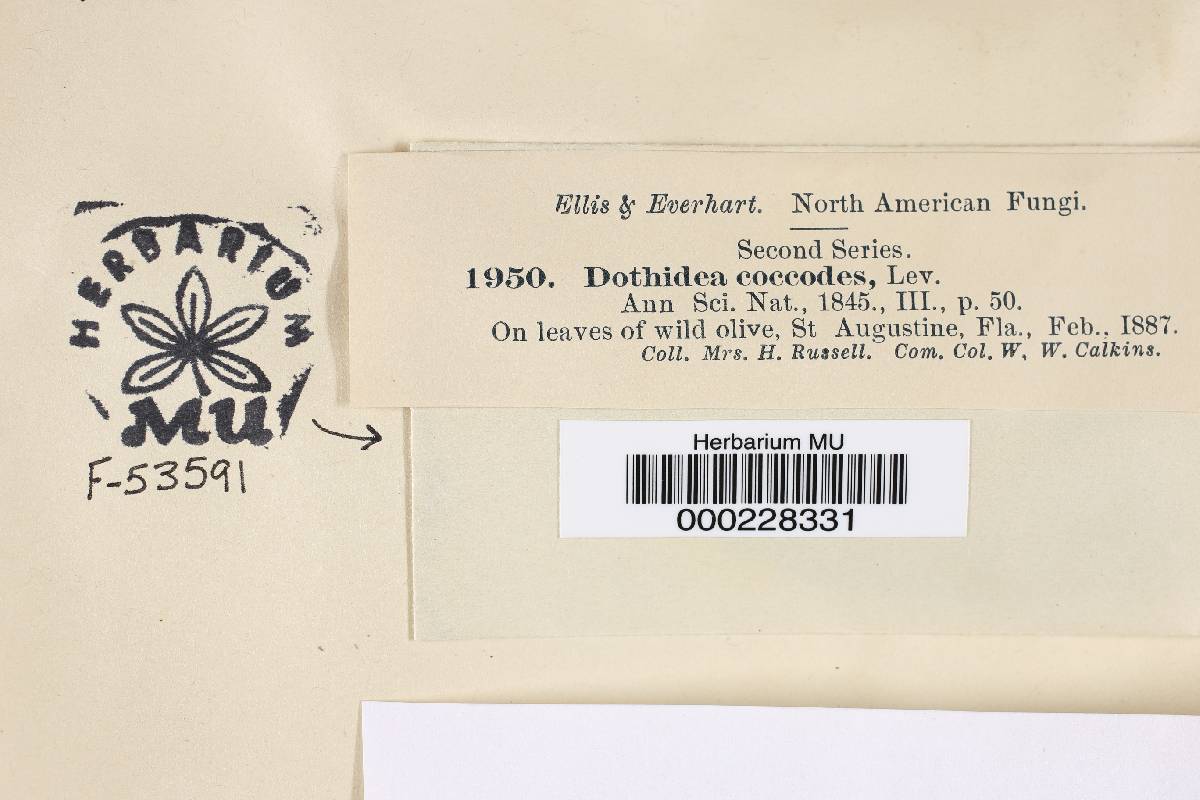 HERBARIUM
MU
F-53591
Ellis & Everhart. North American Fungi.
Second Series.
1950. Dothidea coccodes, Lev.
Ann Sci. Nat., 1845., III., p. 50.
On leaves of wild olive, St Augustine, Fla., Feb., 1887.
Coll. Mrs. H. Russell. Com. Col. W, W. Calkins.
Herbarium MU
000228331